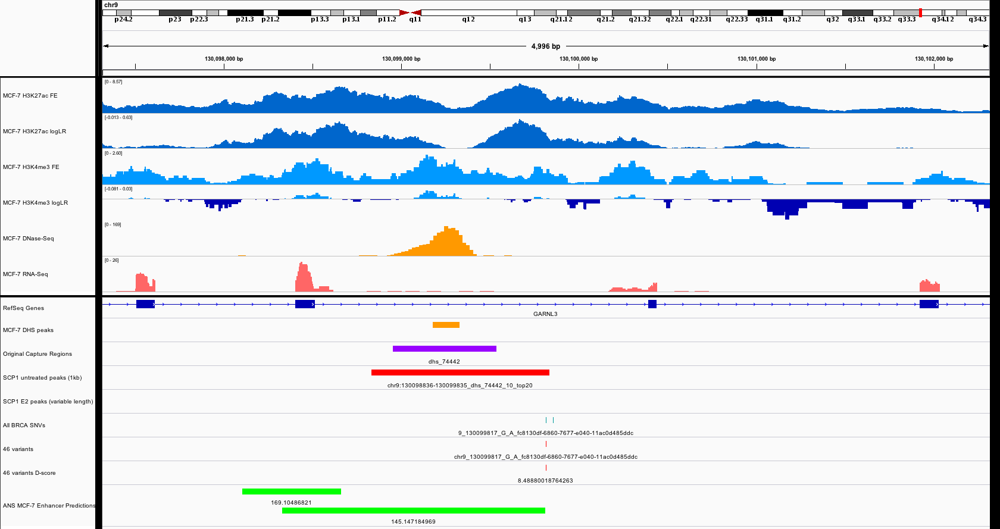 chr9
p24.2 p23 p22.3 p21.3 p21.2 p13.3 p13.1 p11.2 q11 q12 q13 q21.12 q21.2 q21.32 q22.1 q22.31 q22.33 q31.1 q31.2 q32 q33.1 q33.2 q33.3 q34.12 q34.3
4,996 bp
130,098,000 bp 130,099,000 bp 130,100,000 bp 130,101,000 bp 130,102,000 bp
[0 - 8.57]
MCF-7 H3K27ac FE
[-0.013 - 0.63]
MCF-7 H3K27ac logLR
[0 - 2.60]
MCF-7 H3K4me3 FE
[-0.081 - 0.03]
MCF-7 H3K4me3 logLR
[0 - 169]
MCF-7 DNase-Seq
[0 - 26]
MCF-7 RNA-Seq
RefSeq Genes
GARNL3
MCF-7 DHS peaks
Original Capture Regions
dhs_74442
SCP1 untreated peaks (1kb)
chr9:130098836-130099835_dhs_74442_10_top20
SCP1 E2 peaks (variable length)
All BRCA SNVs
9_130099817_G_A_fc8130df-6860-7677-e040-11ac0d485ddc
46 variants
chr9_130099817_G_A_fc8130df-6860-7677-e040-11ac0d485ddc
46 variants D-score
8.48880018764263
169.10486821
ANS MCF-7 Enhancer Predictions
145.147184969